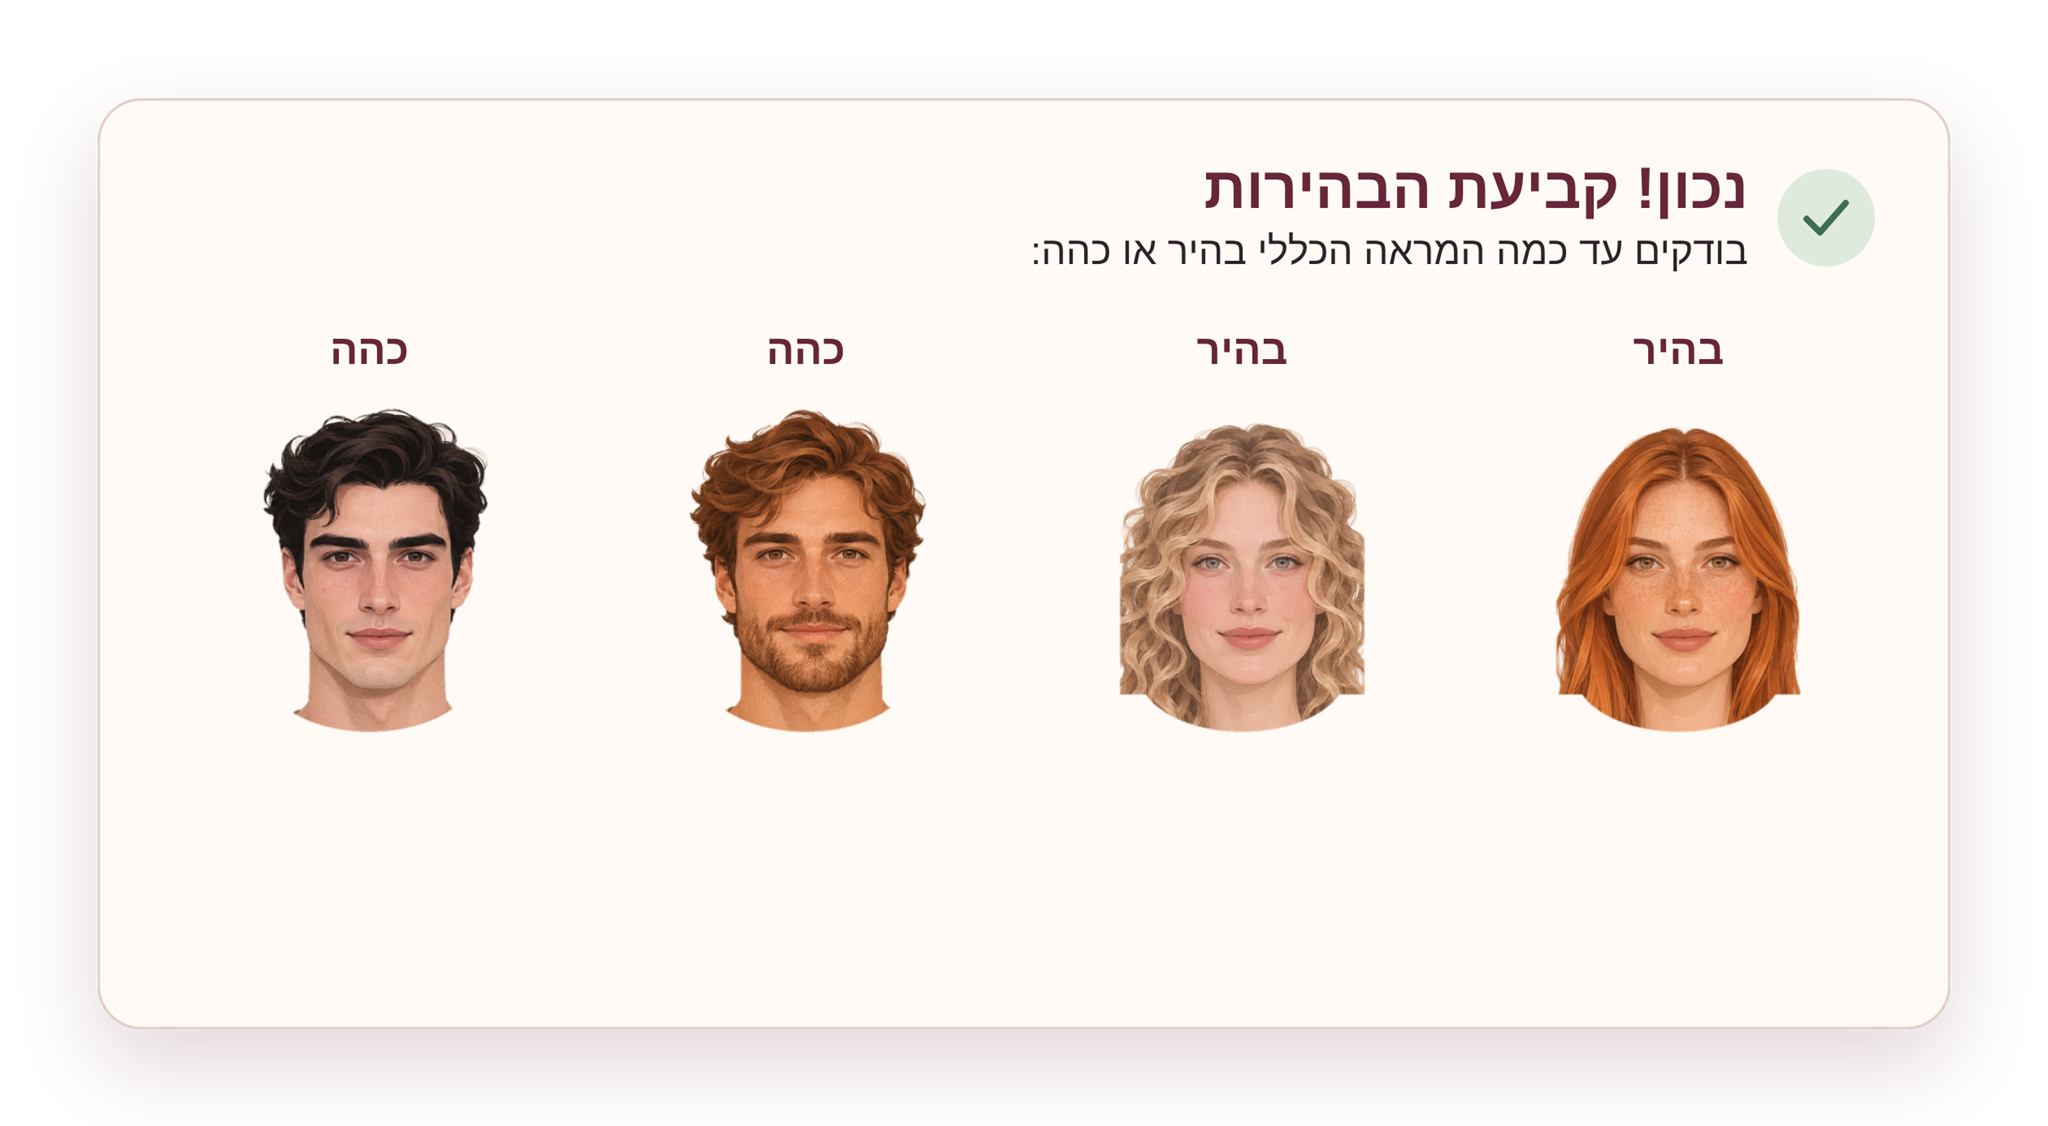 נכון! קביעת הבהירות
בודקים עד כמה המראה הכללי בהיר או כהה:
בהיר
בהיר
כהה
כהה